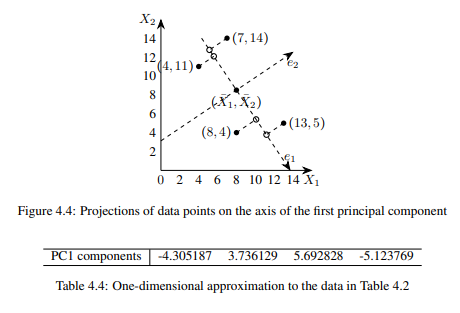 X₂
14
(7, 14)
12
(4, 11)
10
e₂
8
(X̄₁, X̄₂)
6
(8, 4)
(13, 5)
4
2
e₁
0 2 4 6 8 10 12 14 X₁
Figure 4.4: Projections of data points on the axis of the first principal component
PC1 components -4.305187 3.736129 5.692828 -5.123769
Table 4.4: One-dimensional approximation to the data in Table 4.2